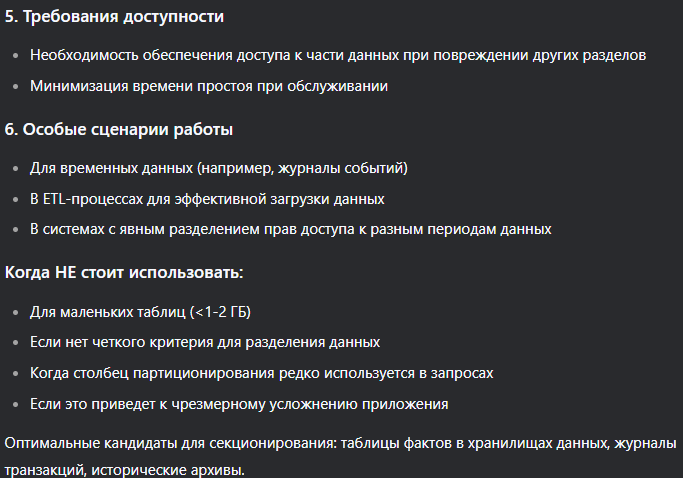 5. Требования доступности
• Необходимость обеспечения доступа к части данных при повреждении других разделов
• Минимизация времени простоя при обслуживании
6. Особые сценарии работы
• Для временных данных (например, журналы событий)
• В ETL-процессах для эффективной загрузки данных
• В системах с явным разделением прав доступа к разным периодам данных
Когда НЕ стоит использовать:
• Для маленьких таблиц (<1-2 ГБ)
• Если нет четкого критерия для разделения данных
• Когда столбец партиционирования редко используется в запросах
• Если это приведет к чрезмерному усложнению приложения
Оптимальные кандидаты для секционирования: таблицы фактов в хранилищах данных, журналы
транзакций, исторические архивы.